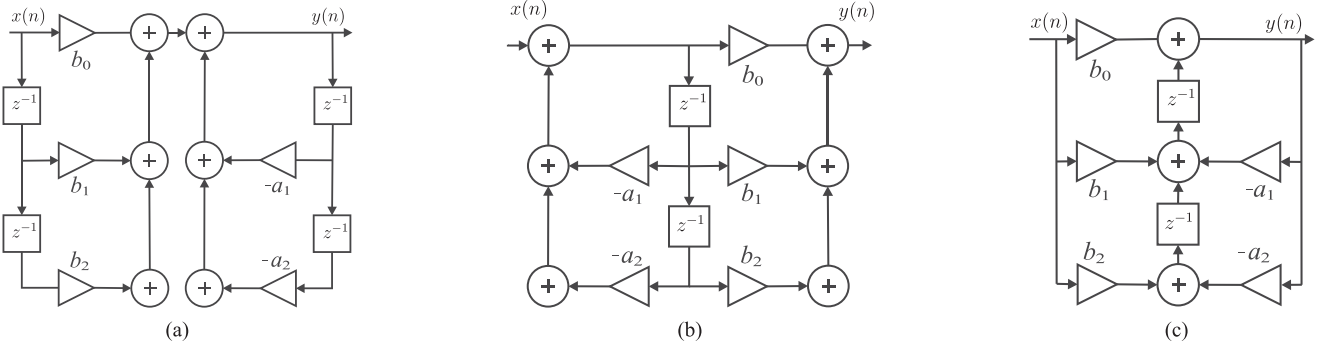 x(n)
y(n)
b₀
z⁻¹
z⁻¹
b₁
-a₁
z⁻¹
z⁻¹
b₂
-a₂
(a)
x(n)
y(n)
b₀
z⁻¹
-a₁
b₁
z⁻¹
-a₂
b₂
(b)
x(n)
y(n)
b₀
z⁻¹
b₁
-a₁
z⁻¹
b₂
-a₂
(c)